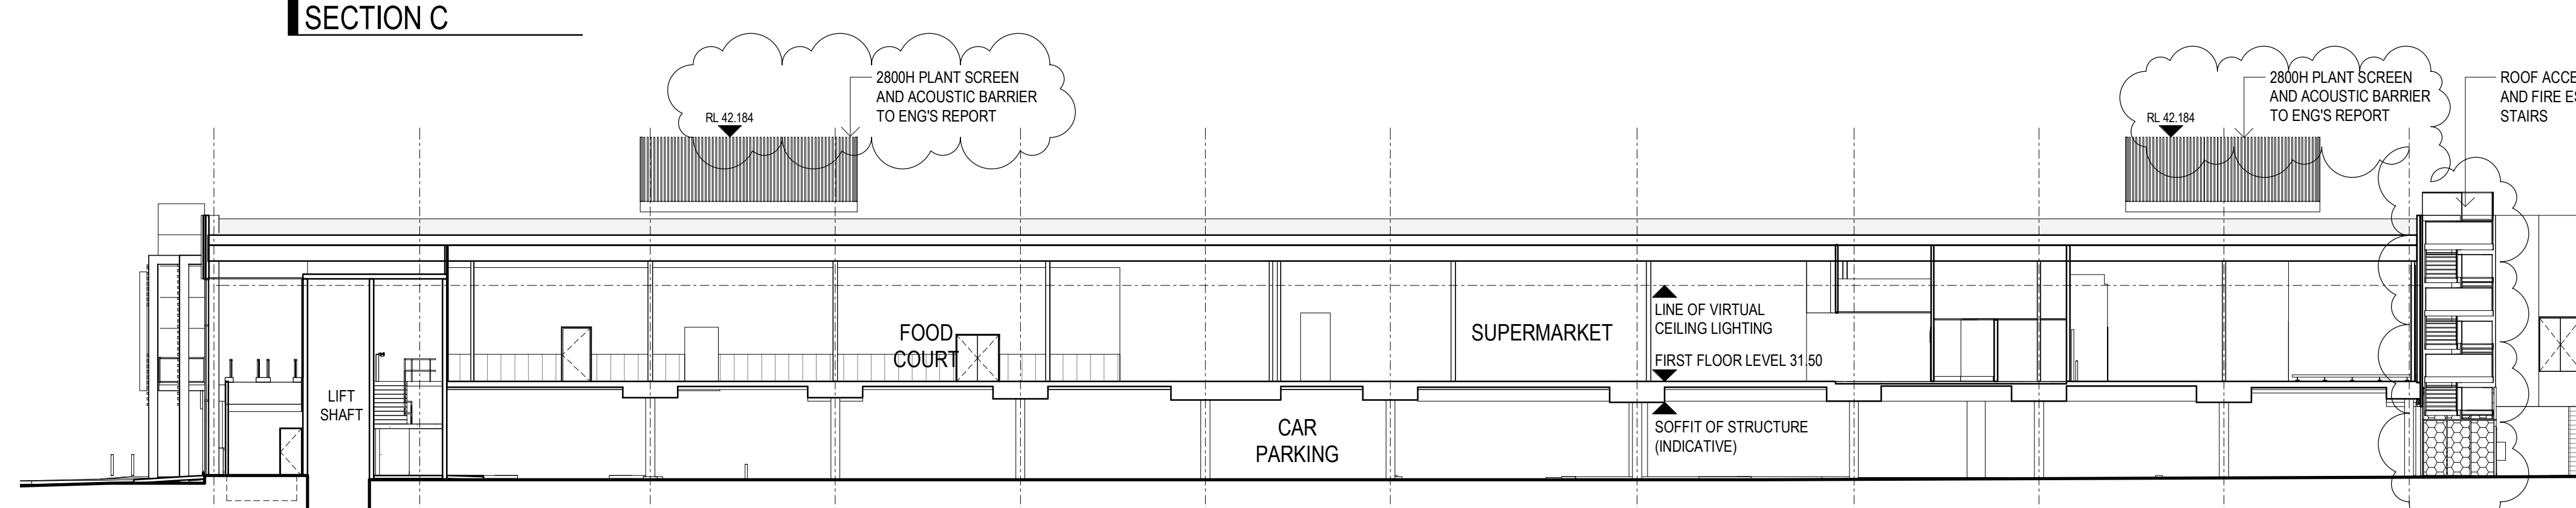 SECTION C
2800H PLANT SCREEN
AND ACOUSTIC BARRIER
TO ENG'S REPORT
RL 42.184
2800H PLANT SCREEN
AND ACOUSTIC BARRIER
TO ENG'S REPORT
RL 42.184
ROOF ACCE
AND FIRE ES
STAIRS
FOOD
COURT
SUPERMARKET
LINE OF VIRTUAL
CEILING LIGHTING
FIRST FLOOR LEVEL 31.50
LIFT
SHAFT
CAR
PARKING
SOFFIT OF STRUCTURE
(INDICATIVE)